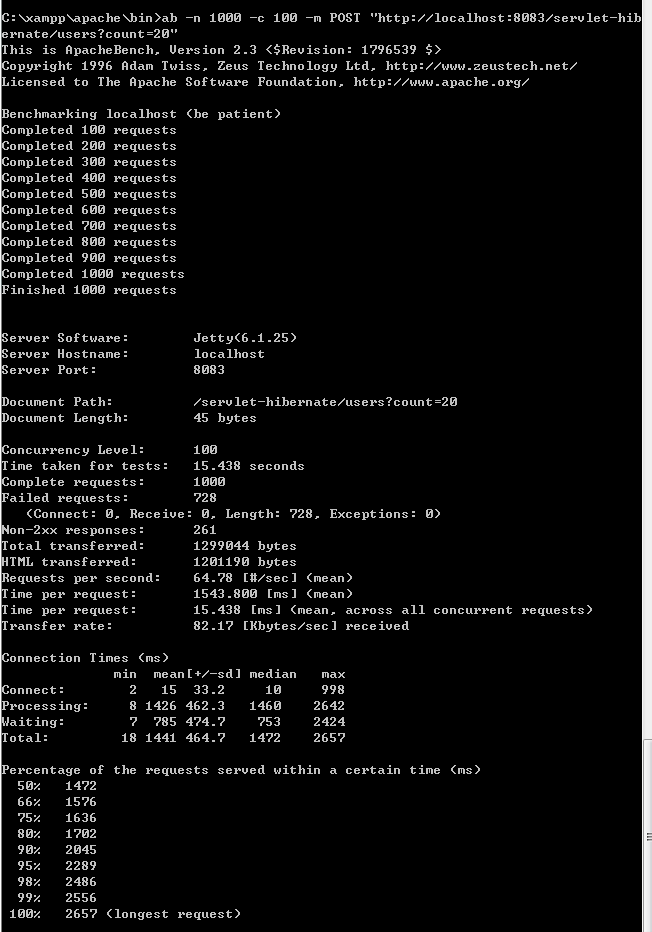 C:\xampp\apache\bin>ab -n 1000 -c 100 -m POST "http://localhost:8083/servlet-hib
ernate/users?count=20"
This is ApacheBench, Version 2.3 <$Revision: 1796539 $>
Copyright 1996 Adam Twiss, Zeus Technology Ltd, http://www.zeustech.net/
Licensed to The Apache Software Foundation, http://www.apache.org/

Benchmarking localhost (be patient)
Completed 100 requests
Completed 200 requests
Completed 300 requests
Completed 400 requests
Completed 500 requests
Completed 600 requests
Completed 700 requests
Completed 800 requests
Completed 900 requests
Completed 1000 requests
Finished 1000 requests


Server Software:        Jetty(6.1.25)
Server Hostname:        localhost
Server Port:            8083

Document Path:          /servlet-hibernate/users?count=20
Document Length:        45 bytes

Concurrency Level:      100
Time taken for tests:   15.438 seconds
Complete requests:      1000
Failed requests:        728
   (Connect: 0, Receive: 0, Length: 728, Exceptions: 0)
Non-2xx responses:      261
Total transferred:      1299044 bytes
HTML transferred:       1201190 bytes
Requests per second:    64.78 [#/sec] (mean)
Time per request:       1543.800 [ms] (mean)
Time per request:       15.438 [ms] (mean, across all concurrent requests)
Transfer rate:          82.17 [Kbytes/sec] received

Connection Times (ms)
              min  mean[+/-sd] median   max
Connect:        2   15  33.2     10     998
Processing:     8 1426 462.3   1460    2642
Waiting:        7  785 474.7    753    2424
Total:         18 1441 464.7   1472    2657

Percentage of the requests served within a certain time (ms)
  50%   1472
  66%   1576
  75%   1636
  80%   1702
  90%   2045
  95%   2289
  98%   2486
  99%   2556
 100%   2657 (longest request)